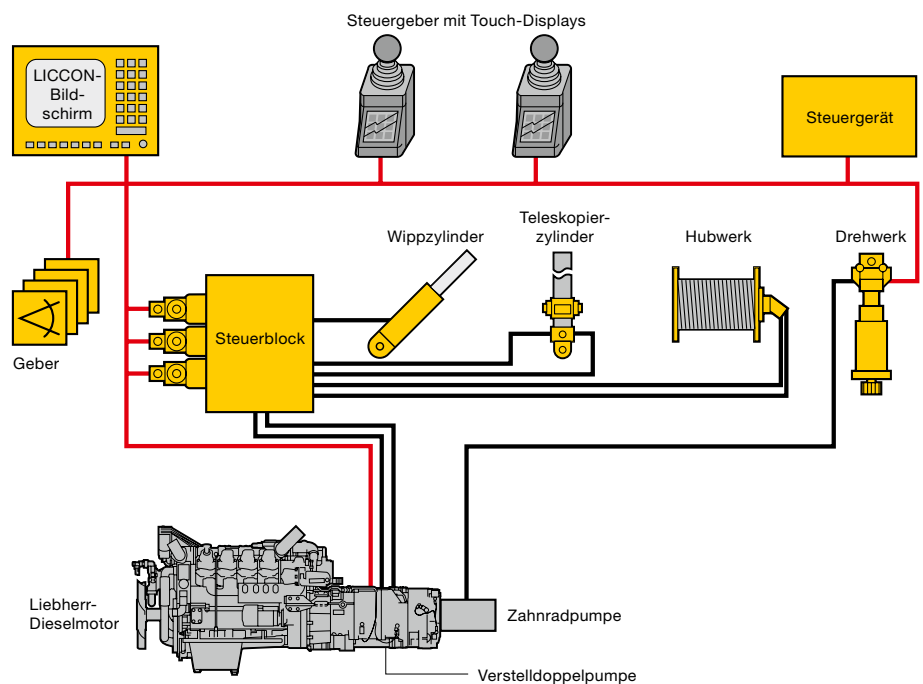 Steuergeber mit Touch-Displays
LICCON-
Bild-
schirm
Steuergerät
Wippzylinder
Teleskopier-
zylinder
Hubwerk
Drehwerk
Geber
Steuerblock
Liebherr-
Dieselmotor
Zahnradpumpe
Verstelldoppelpumpe